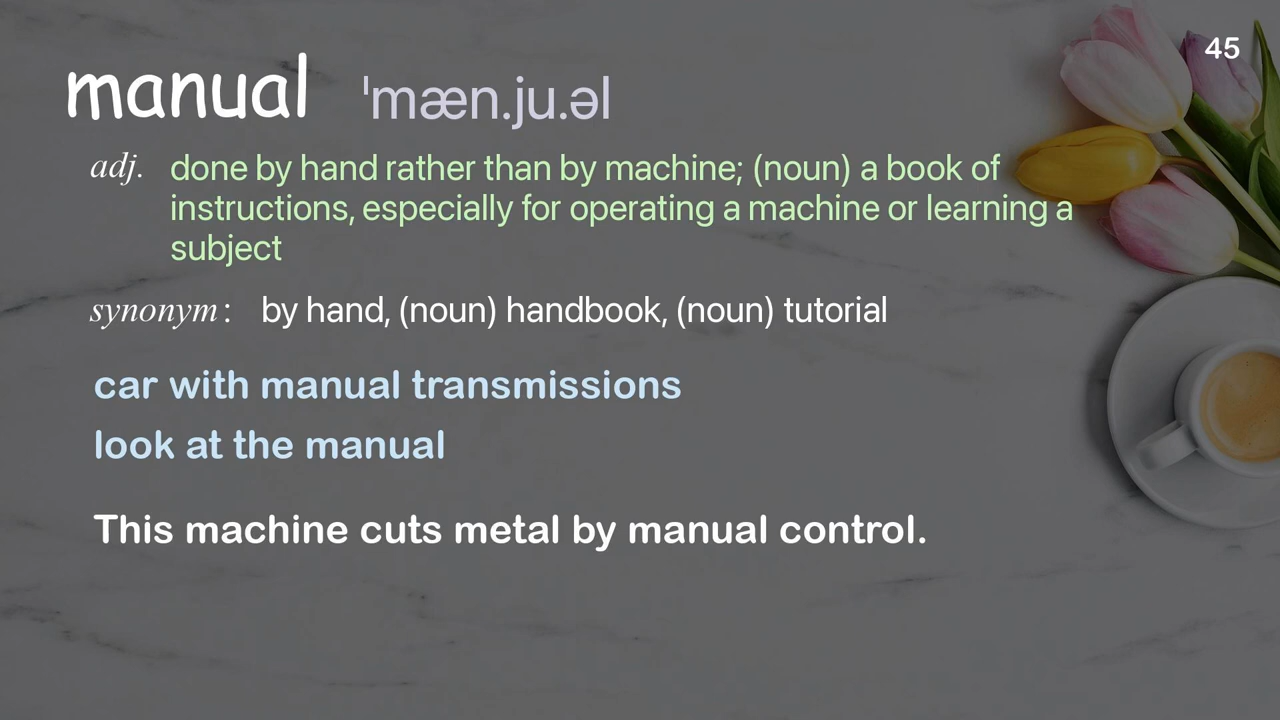 45
manual ˈmæn.ju.əl
adj. done by hand rather than by machine; (noun) a book of
instructions, especially for operating a machine or learning a
subject
synonym: by hand, (noun) handbook, (noun) tutorial
car with manual transmissions
look at the manual
This machine cuts metal by manual control.